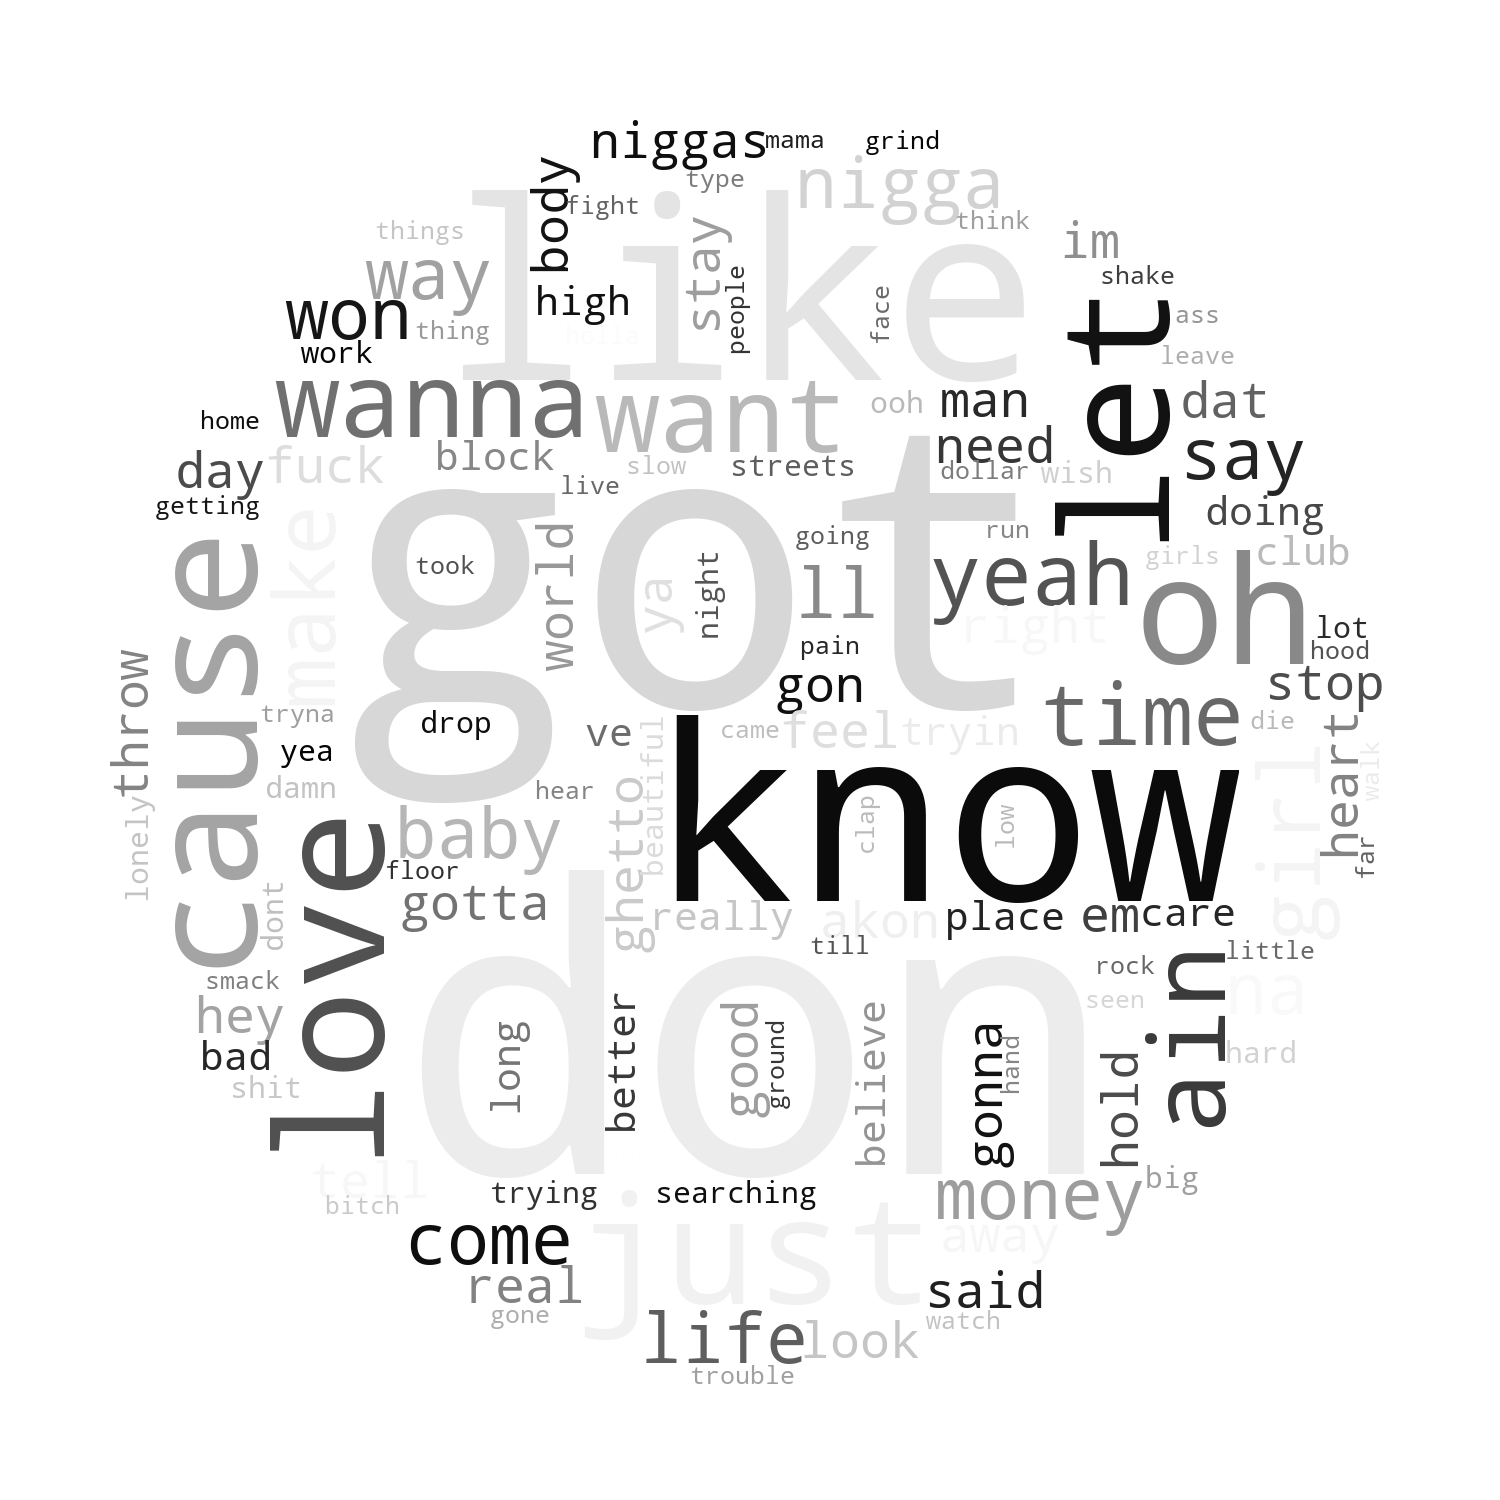 niggas
mama
grind
type
nigga
body
fight
like
think
things
stay
im
way
people
shake
high
face
won
thing
holla
let
ass
work
leave
wanna
want
ooh
man
dat
home
need
say
day
fuck
block
slow
streets
dollar
wish
live
getting
got
doing
world
going
run
cause
make
took
ya
night
ll
yeah
girls
club
oh
right
lot
pain
hood
throw
gon
stop
tryna
drop
ve
beautiful
came
feel
tryin
time
die
yea
know
girl
heart
walk
damn
hear
lonely
love
baby
ghetto
clap
low
floor
far
dont
gotta
really
akon
place
em
care
till
don
ain
little
smack
rock
hey
long
better
good
ground
believe
gonna
hand
hold
seen
na
bad
hard
shit
tell
trying
searching
money
big
bitch
come
just
away
real
said
gone
life
look
watch
trouble